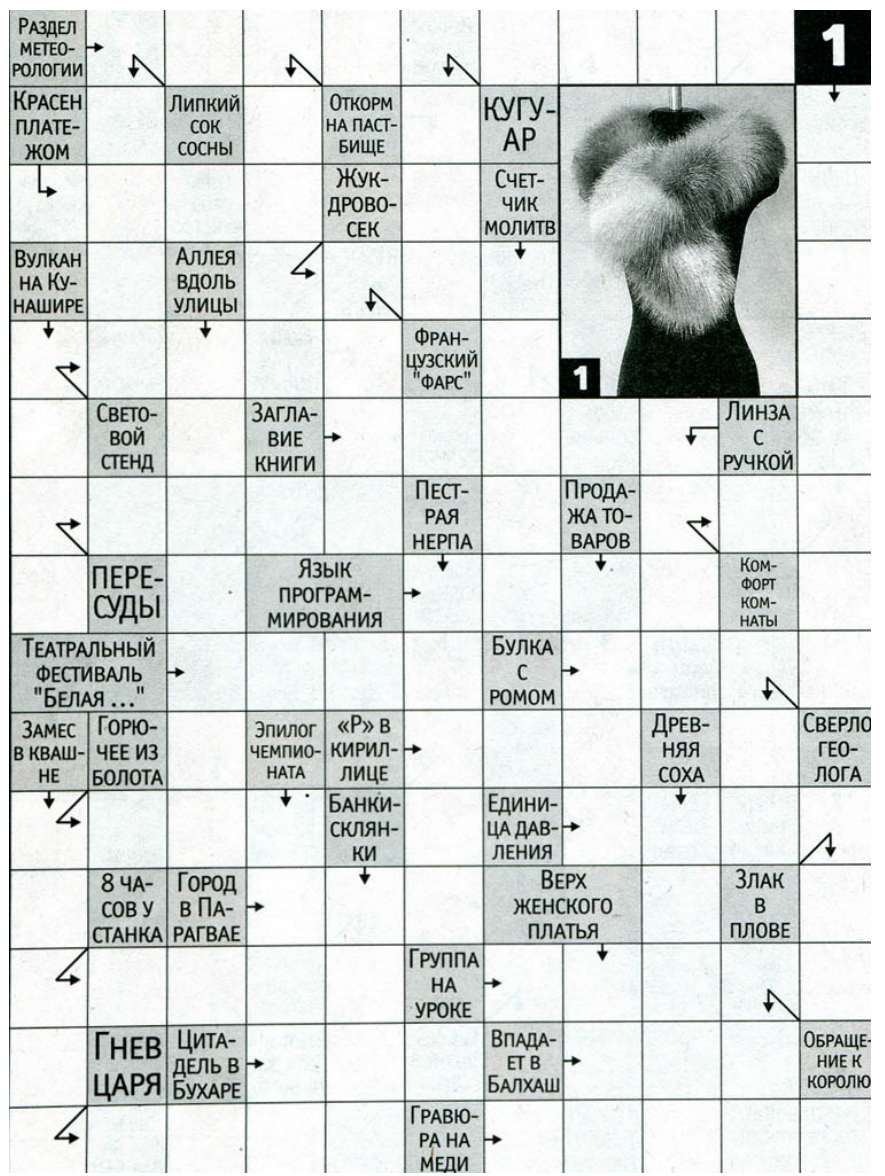 РАЗДЕЛ
МЕТЕО-
РОЛОГИИ
1
КРАСЕН
ПЛАТЕ-
ЖОМ
ЛИПКИЙ
СОК
СОСНЫ
ОТКОРМ
НА ПАСТ-
БИЩЕ
КУГУ-
АР
ЖУК-
ДРОВО-
СЕК
СЧЕТ-
ЧИК
МОЛИТВ
ВУЛКАН
НА КУ-
НАШИРЕ
АЛЛЕЯ
ВДОЛЬ
УЛИЦЫ
ФРАН-
ЦУЗСКИЙ
"ФАРС"
1
СВЕТО-
ВОЙ
СТЕНД
ЗАГЛА-
ВИЕ
КНИГИ
ЛИНЗА
С
РУЧКОЙ
ПЕСТ-
РАЯ
НЕРПА
ПРОДА-
ЖА ТО-
ВАРОВ
ПЕРЕ-
СУДЫ
ЯЗЫК
ПРОГРАМ-
МИРОВАНИЯ
КОМ-
ФОРТ
КОМ-
НАТЫ
ТЕАТРАЛЬНЫЙ
ФЕСТИВАЛЬ
"БЕЛАЯ ..."
БУЛКА
С
РОМОМ
ЗАМЕС
В КВАШ-
НЕ
ГОРЮ-
ЧЕЕ ИЗ
БОЛОТА
ЭПИЛОГ
ЧЕМПИО-
НАТА
«Р» В
КИРИЛ-
ЛИЦЕ
ДРЕВ-
НЯЯ
СОХА
СВЕРЛО
ГЕО-
ЛОГА
БАНКИ-
СКЛЯН-
КИ
ЕДИНИ-
ЦА ДАВ-
ЛЕНИЯ
8 ЧА-
СОВ У
СТАНКА
ГОРОД
В ПА-
РАГВАЕ
ВЕРХ
ЖЕНСКОГО
ПЛАТЬЯ
ЗЛАК
В
ПЛОВЕ
ГРУППА
НА
УРОКЕ
ГНЕВ
ЦАРЯ
ЦИТА-
ДЕЛЬ В
БУХАРЕ
ВПАДА-
ЕТ В
БАЛХАШ
ОБРАЩЕ-
НИЕ К
КОРОЛЮ
ГРАВЮ-
РА НА
МЕДИ